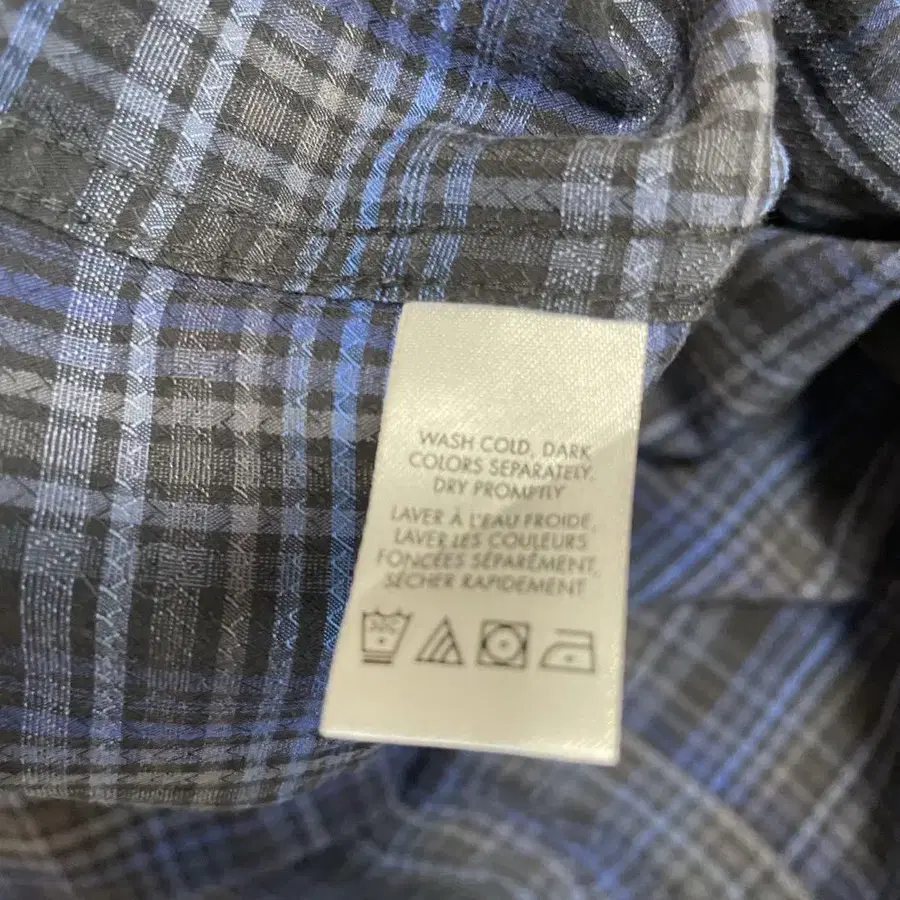 WASH COLD, DARK
COLORS SEPARATELY,
DRY PROMPTLY
LAVER À L'EAU FROIDE,
LAVER LES COULEURS
FONCÉES SÉPARÉMENT,
SÉCHER RAPIDEMENT